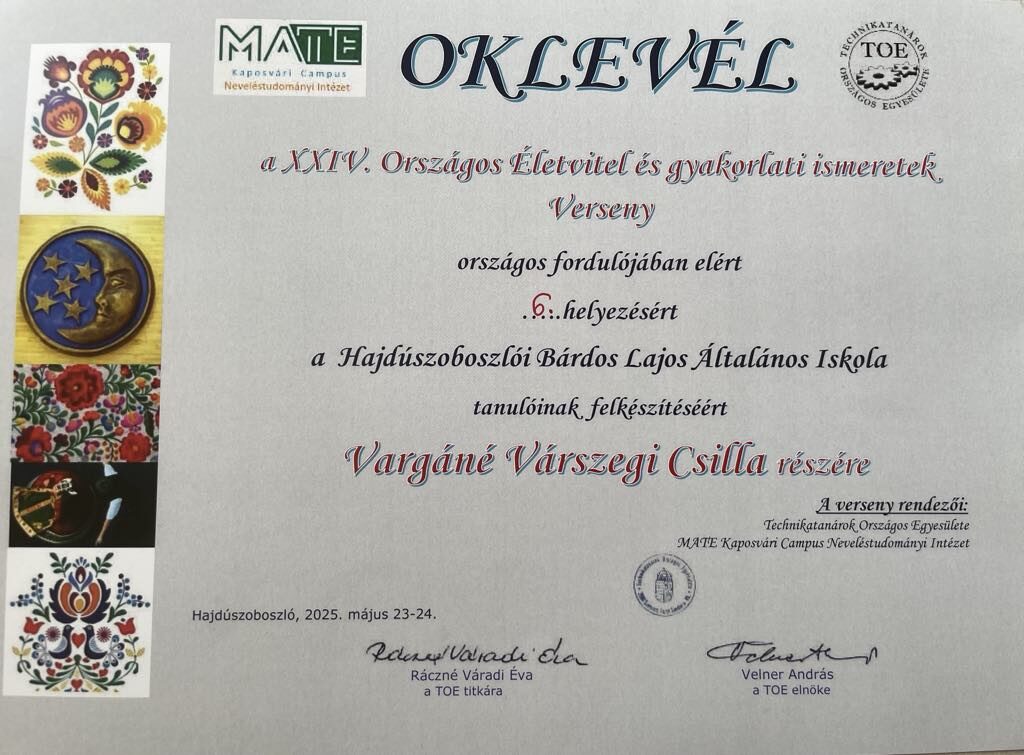 MATE
Kaposvári Campus
Neveléstudományi Intézet
OKLEVÉL
TECHNIKATANÁROK
TOE
ORSZÁGOS EGYESÜLETE
a XXIV. Országos Életvitel és gyakorlati ismeretek
Verseny
országos fordulójában elért
.6...helyezésért
a Hajdúszoboszlói Bárdos Lajos Általános Iskola
tanulóinak felkészítéséért
Vargáné Várszegi Csilla részére
A verseny rendezői:
Technikatanárok Országos Egyesülete
MATE Kaposvári Campus Neveléstudományi Intézet
Hajdúszoboszló, 2025. május 23-24.
Ráczné Váradi Éva
Ráczné Váradi Éva
a TOE titkára
Velner András
a TOE elnöke